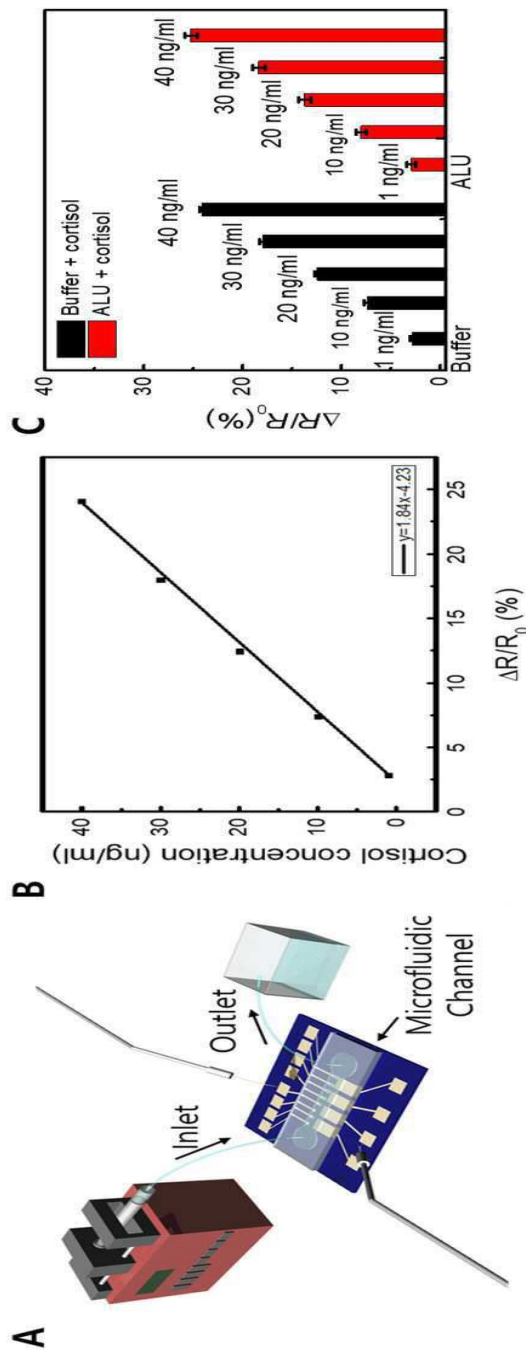 A
Inlet
Outlet
Microfluidic
Channel
B
Cortisol concentration (ng/ml)
40
30
20
10
0
y=1.84x-4.23
0
5
10
15
20
25
ΔR/R0 (%)
C
Buffer + cortisol
ALU + cortisol
ΔR/RO(%)
40
30
20
10
0
1 ng/ml
10 ng/ml
20 ng/ml
30 ng/ml
40 ng/ml
1 ng/ml
10 ng/ml
20 ng/ml
30 ng/ml
40 ng/ml
Buffer
ALU